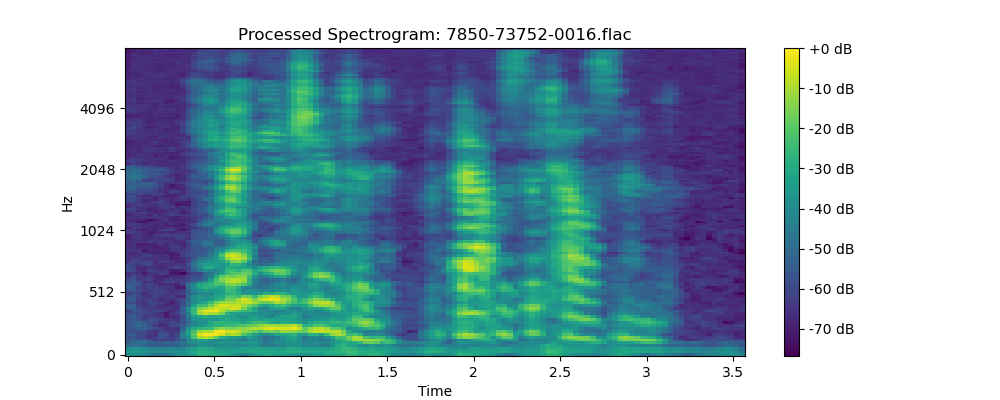 Processed Spectrogram: 7850-73752-0016.flac
Hz
4096
2048
1024
512
0
0
0.5
1
1.5
2
2.5
3
3.5
Time
+0 dB
-10 dB
-20 dB
-30 dB
-40 dB
-50 dB
-60 dB
-70 dB